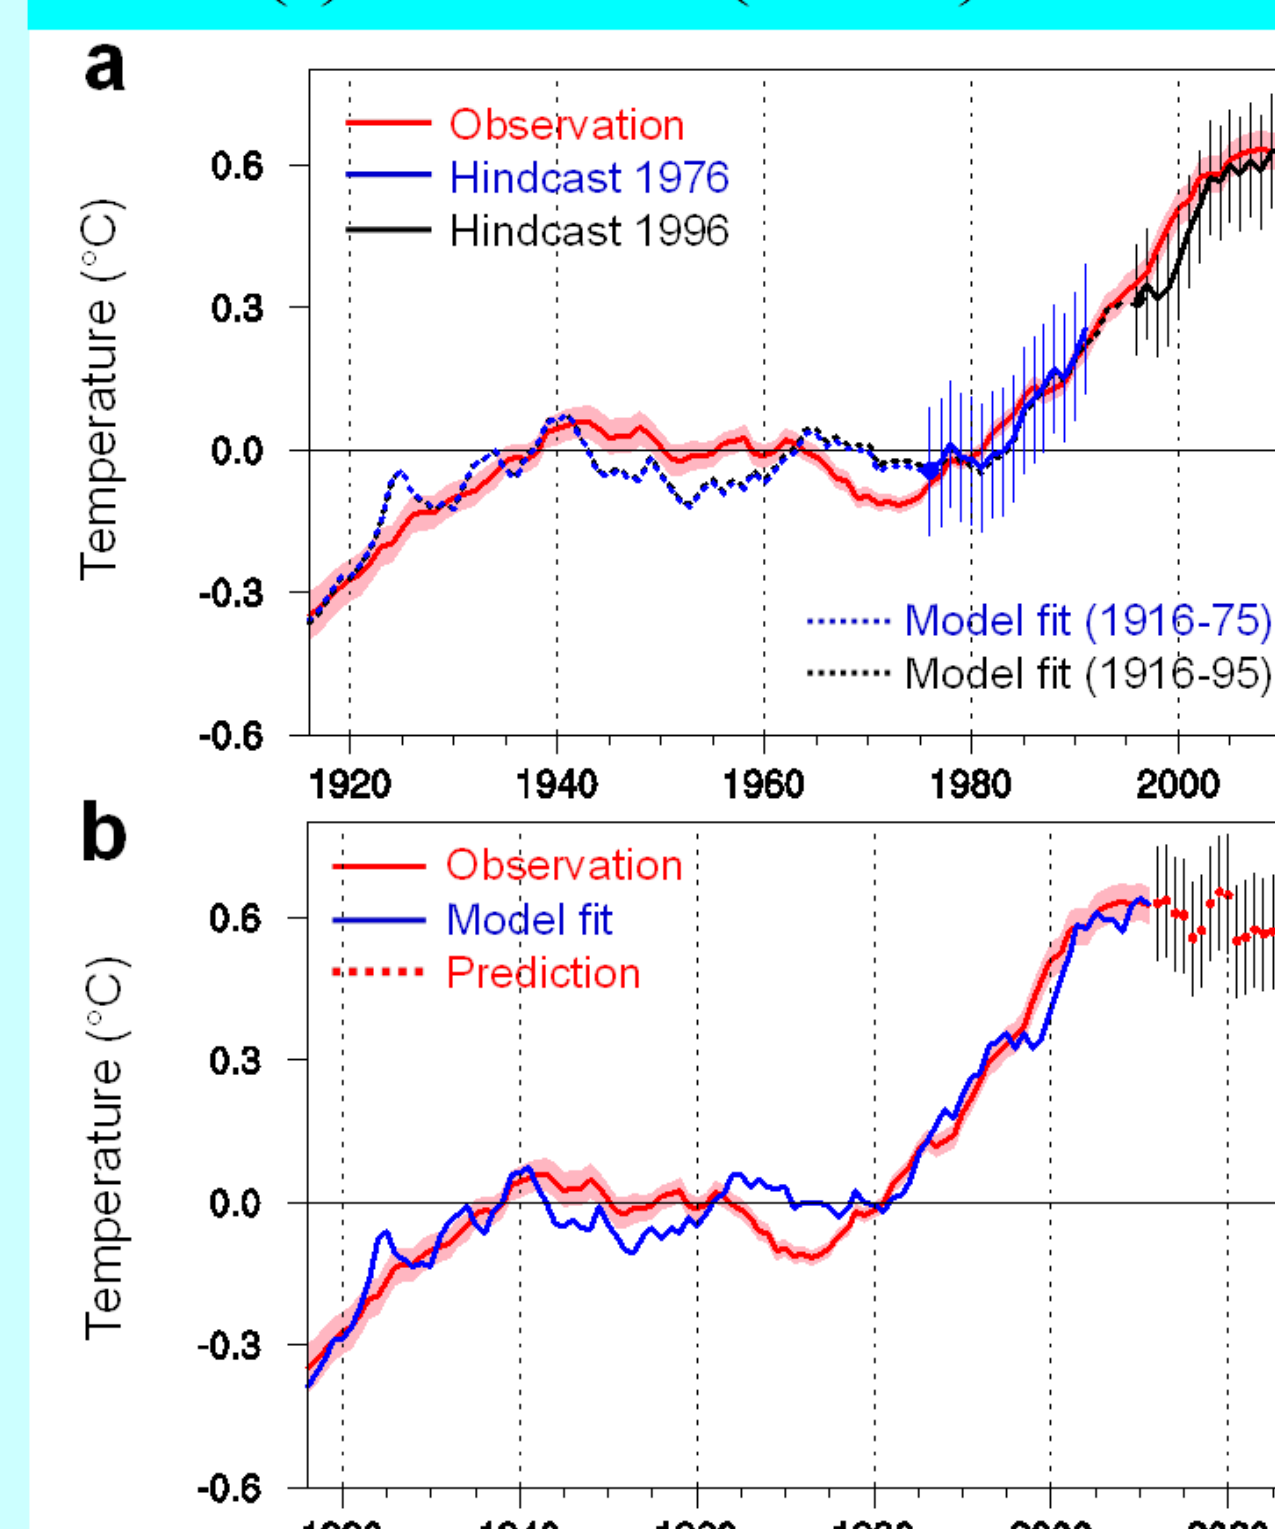 a
Observation
Hindcast 1976
Hindcast 1996
0.6
0.3
0.0
-0.3
-0.6
Temperature (°C)
Model fit (1916-75)
Model fit (1916-95)
1920 1940 1960 1980 2000
b
Observation
Model fit
Prediction
0.6
0.3
0.0
-0.3
-0.6
Temperature (°C)